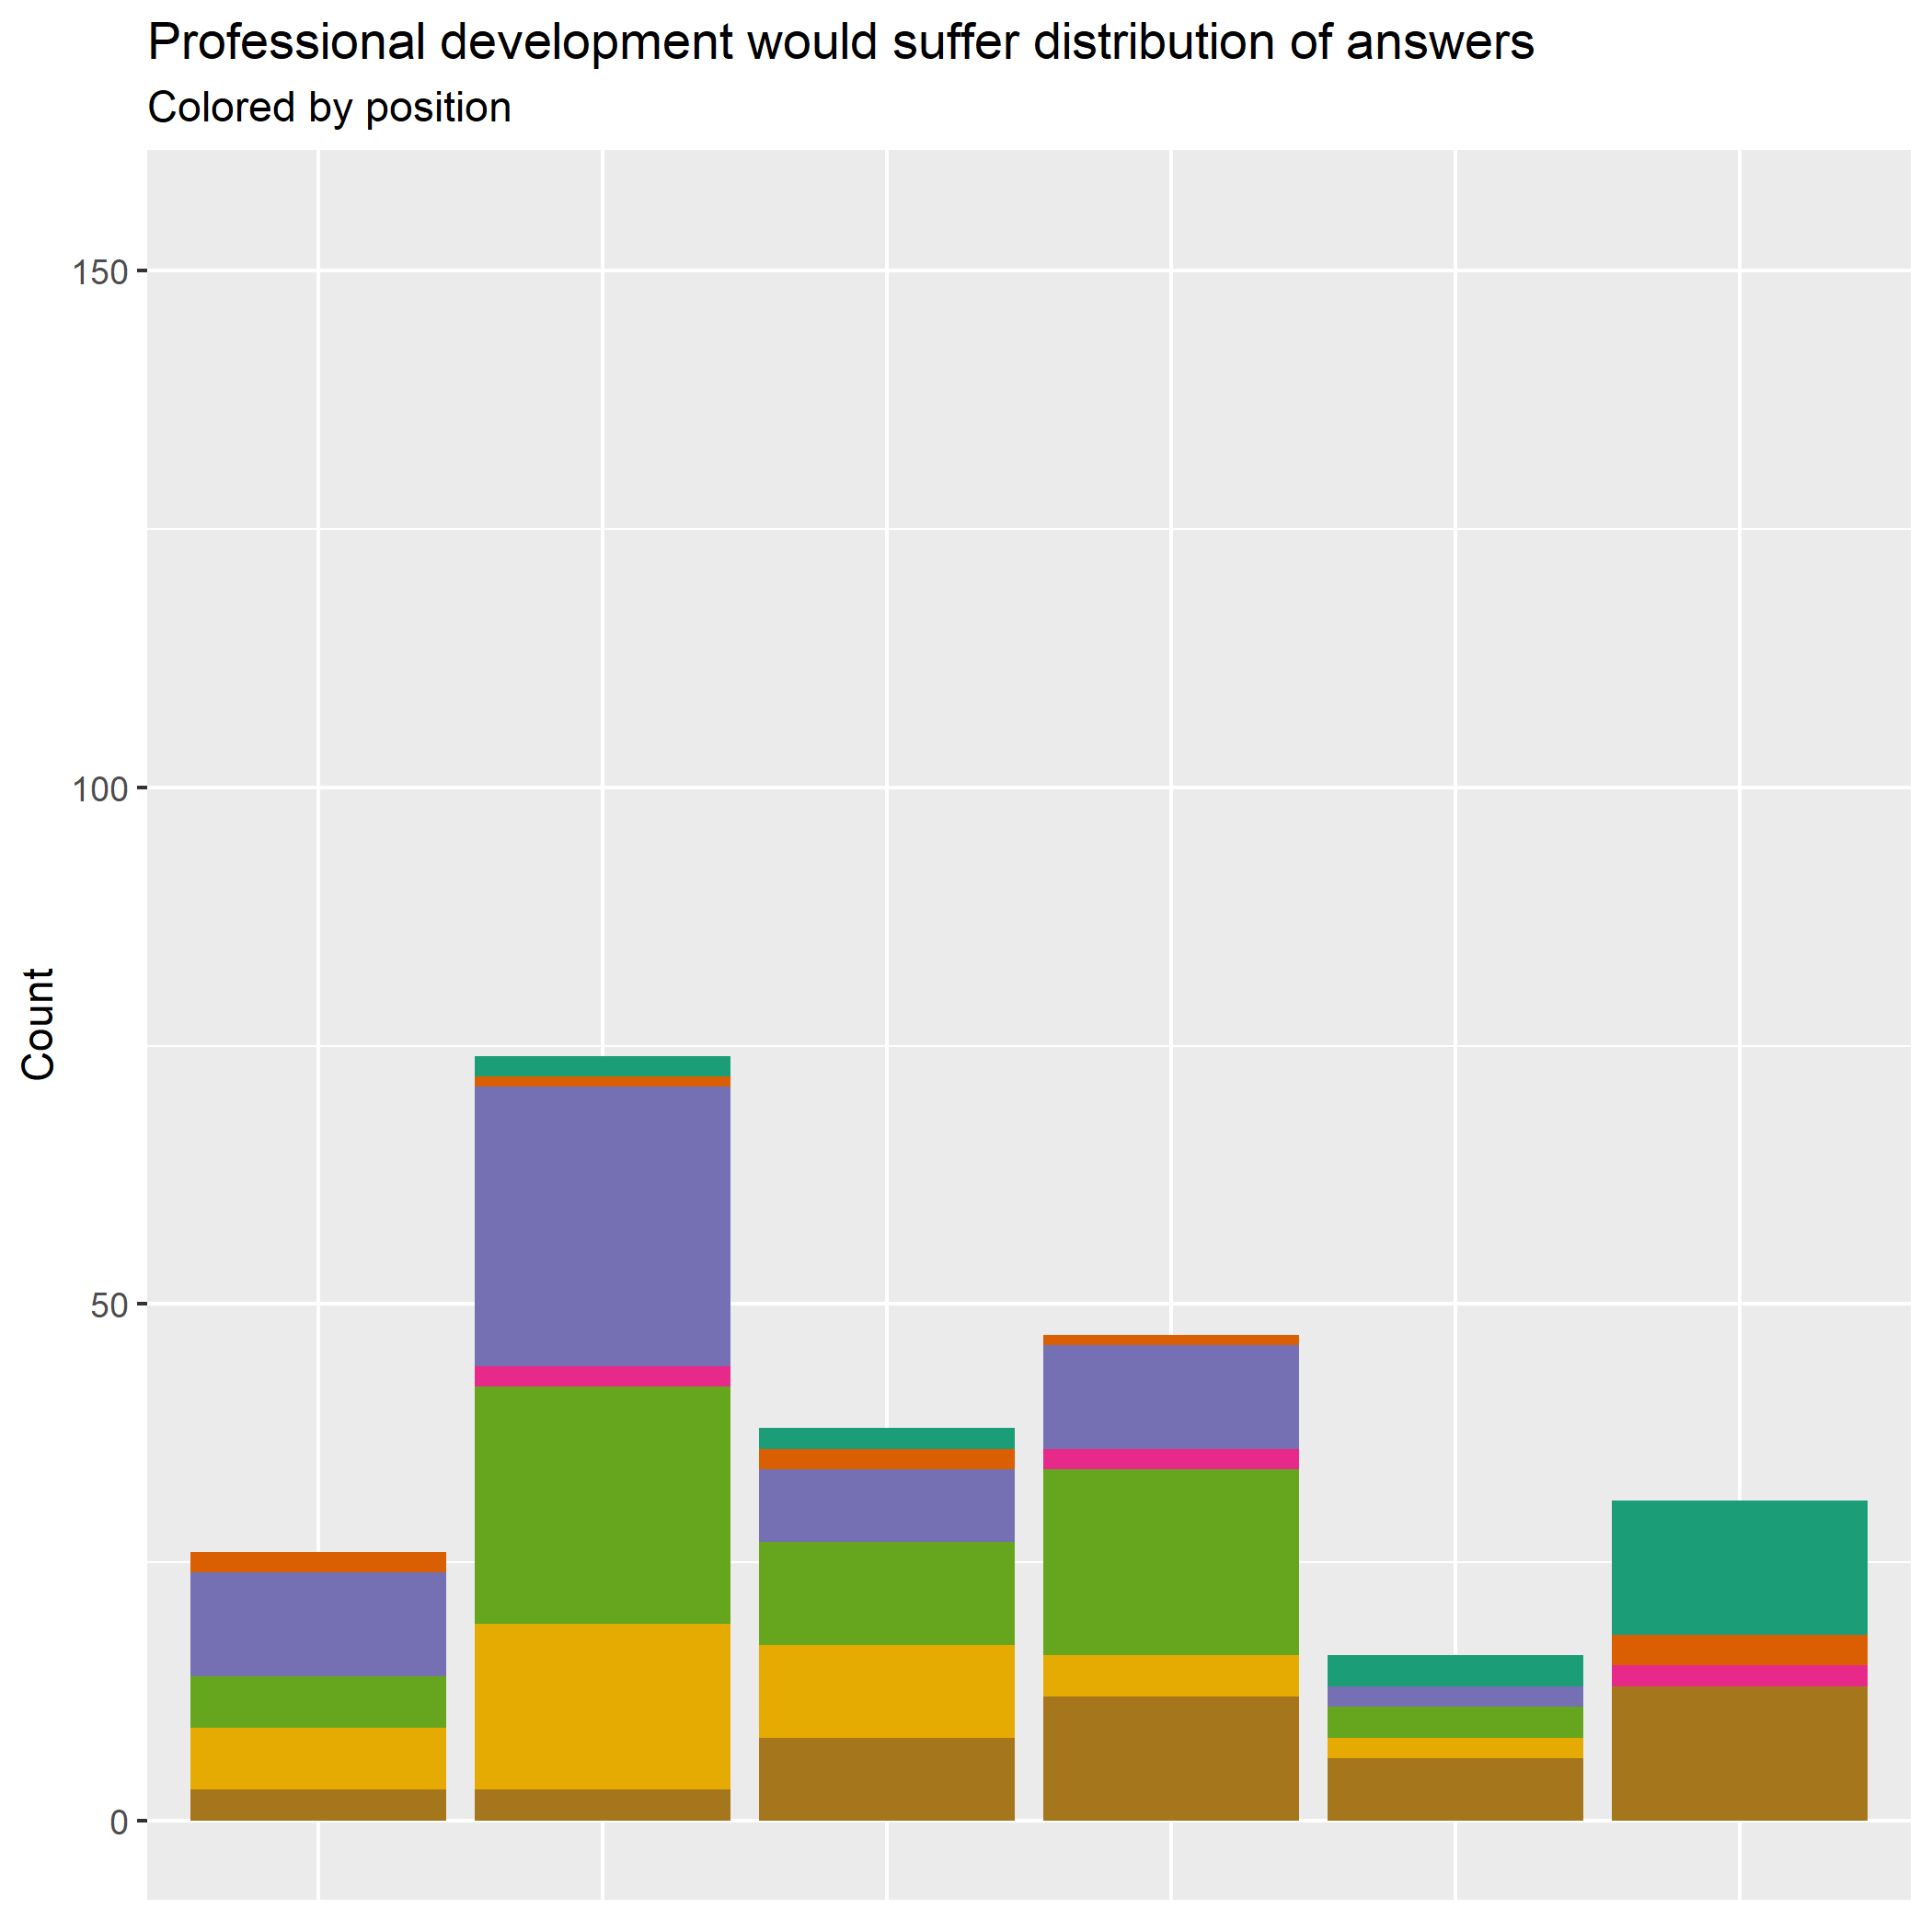 Professional development would suffer distribution of answers
Colored by position
150
100
50
0
Count